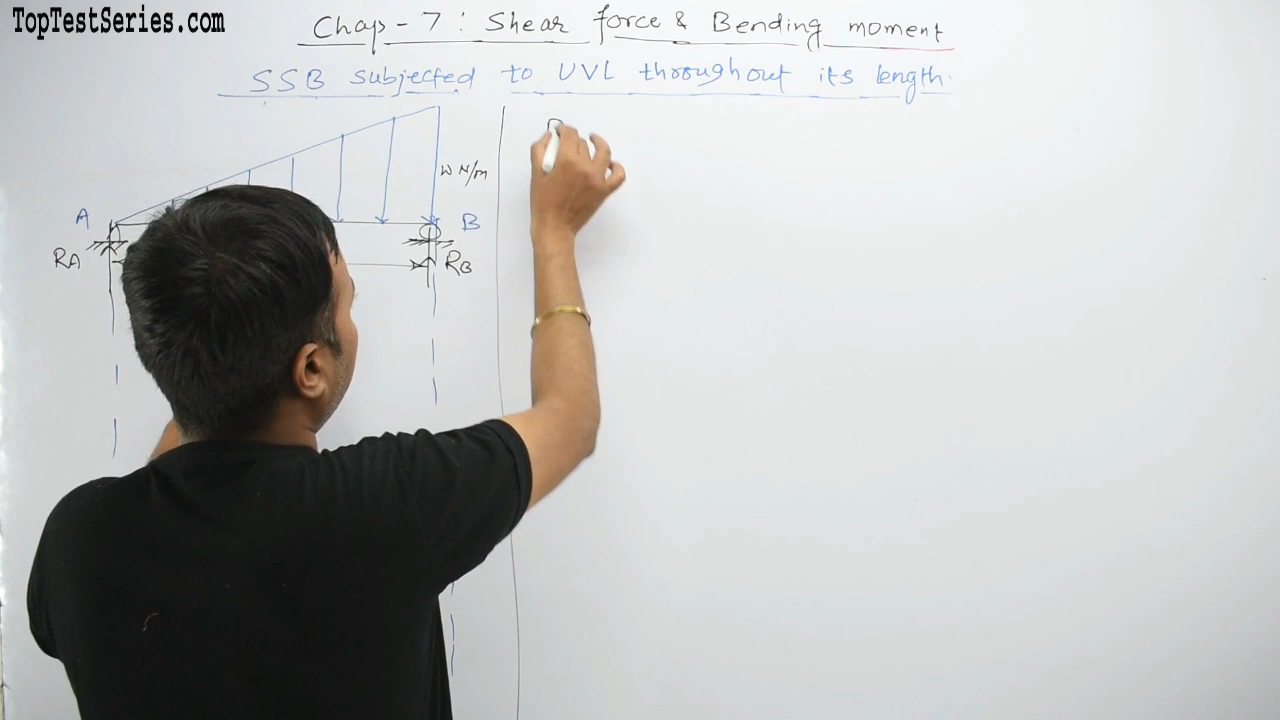 TopTestSeries.com
Chap - 7 : Shear force & Bending moment
SSB subjected to UVL throughout its length.
w N/m
A
B
RA
RB